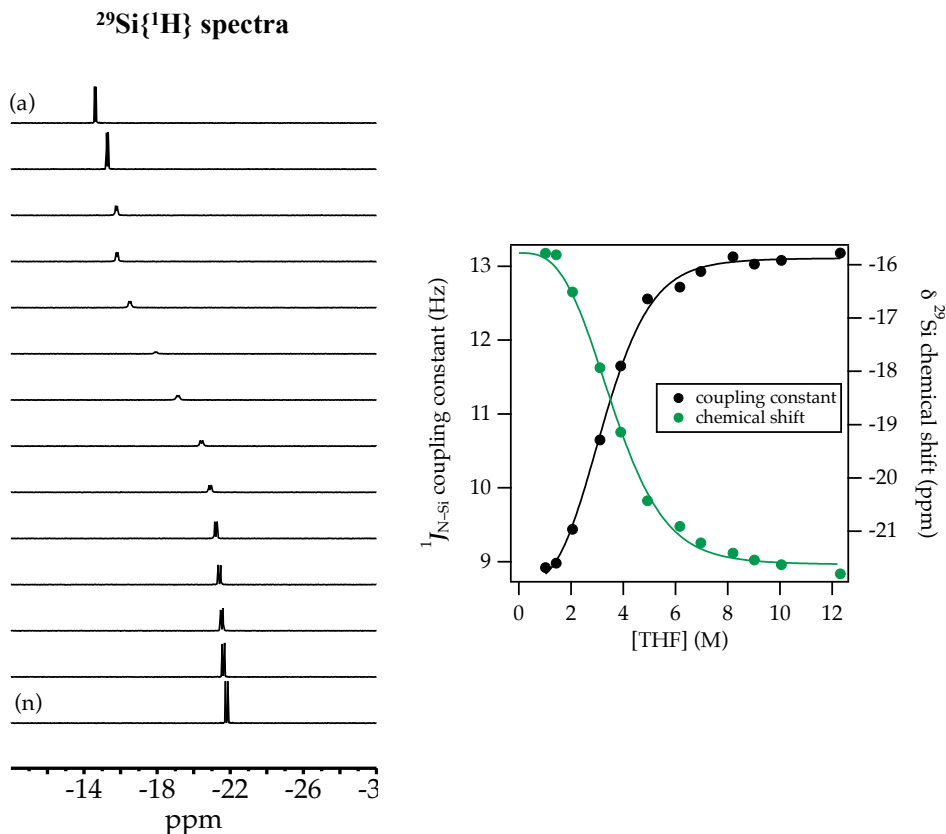 ²⁹Si{¹H} spectra
(a)
(n)
-14 -18 -22 -26 -3
ppm
13
12
11
10
9
¹J_N–Si coupling constant (Hz)
coupling constant
chemical shift
-16
-17
-18
-19
-20
-21
δ ²⁹Si chemical shift (ppm)
0 2 4 6 8 10 12
[THF] (M)